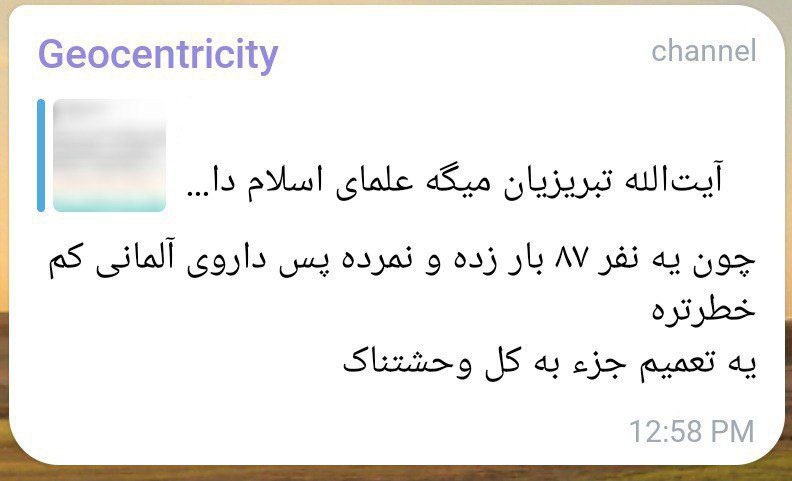 Geocentricity channel
آیت‌الله تبریزیان میگه علمای اسلام دا...
چون یه نفر ۸۷ بار زده و نمرده پس داروی آلمانی کم
خطرتره
یه تعمیم جزء به کل وحشتناک
12:58 PM